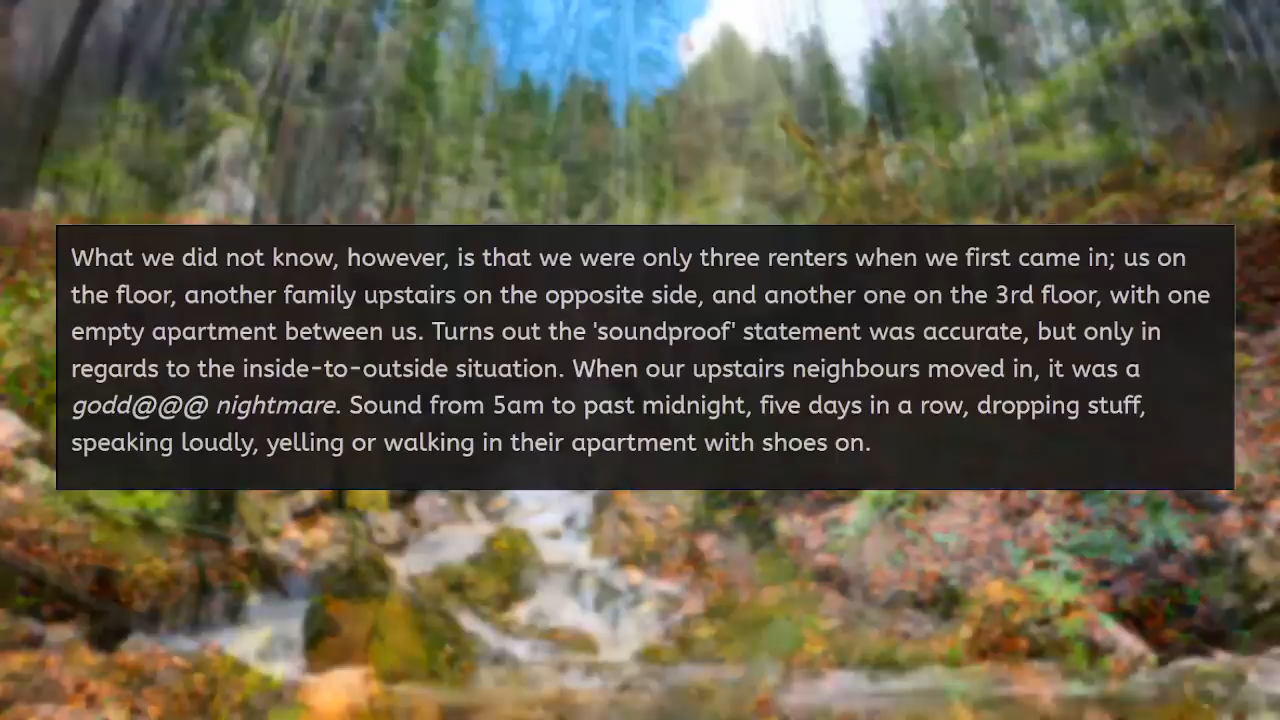 What we did not know, however, is that we were only three renters when we first came in; us on
the floor, another family upstairs on the opposite side, and another one on the 3rd floor, with one
empty apartment between us. Turns out the 'soundproof' statement was accurate, but only in
regards to the inside-to-outside situation. When our upstairs neighbours moved in, it was a
godd@@@ nightmare. Sound from 5am to past midnight, five days in a row, dropping stuff,
speaking loudly, yelling or walking in their apartment with shoes on.